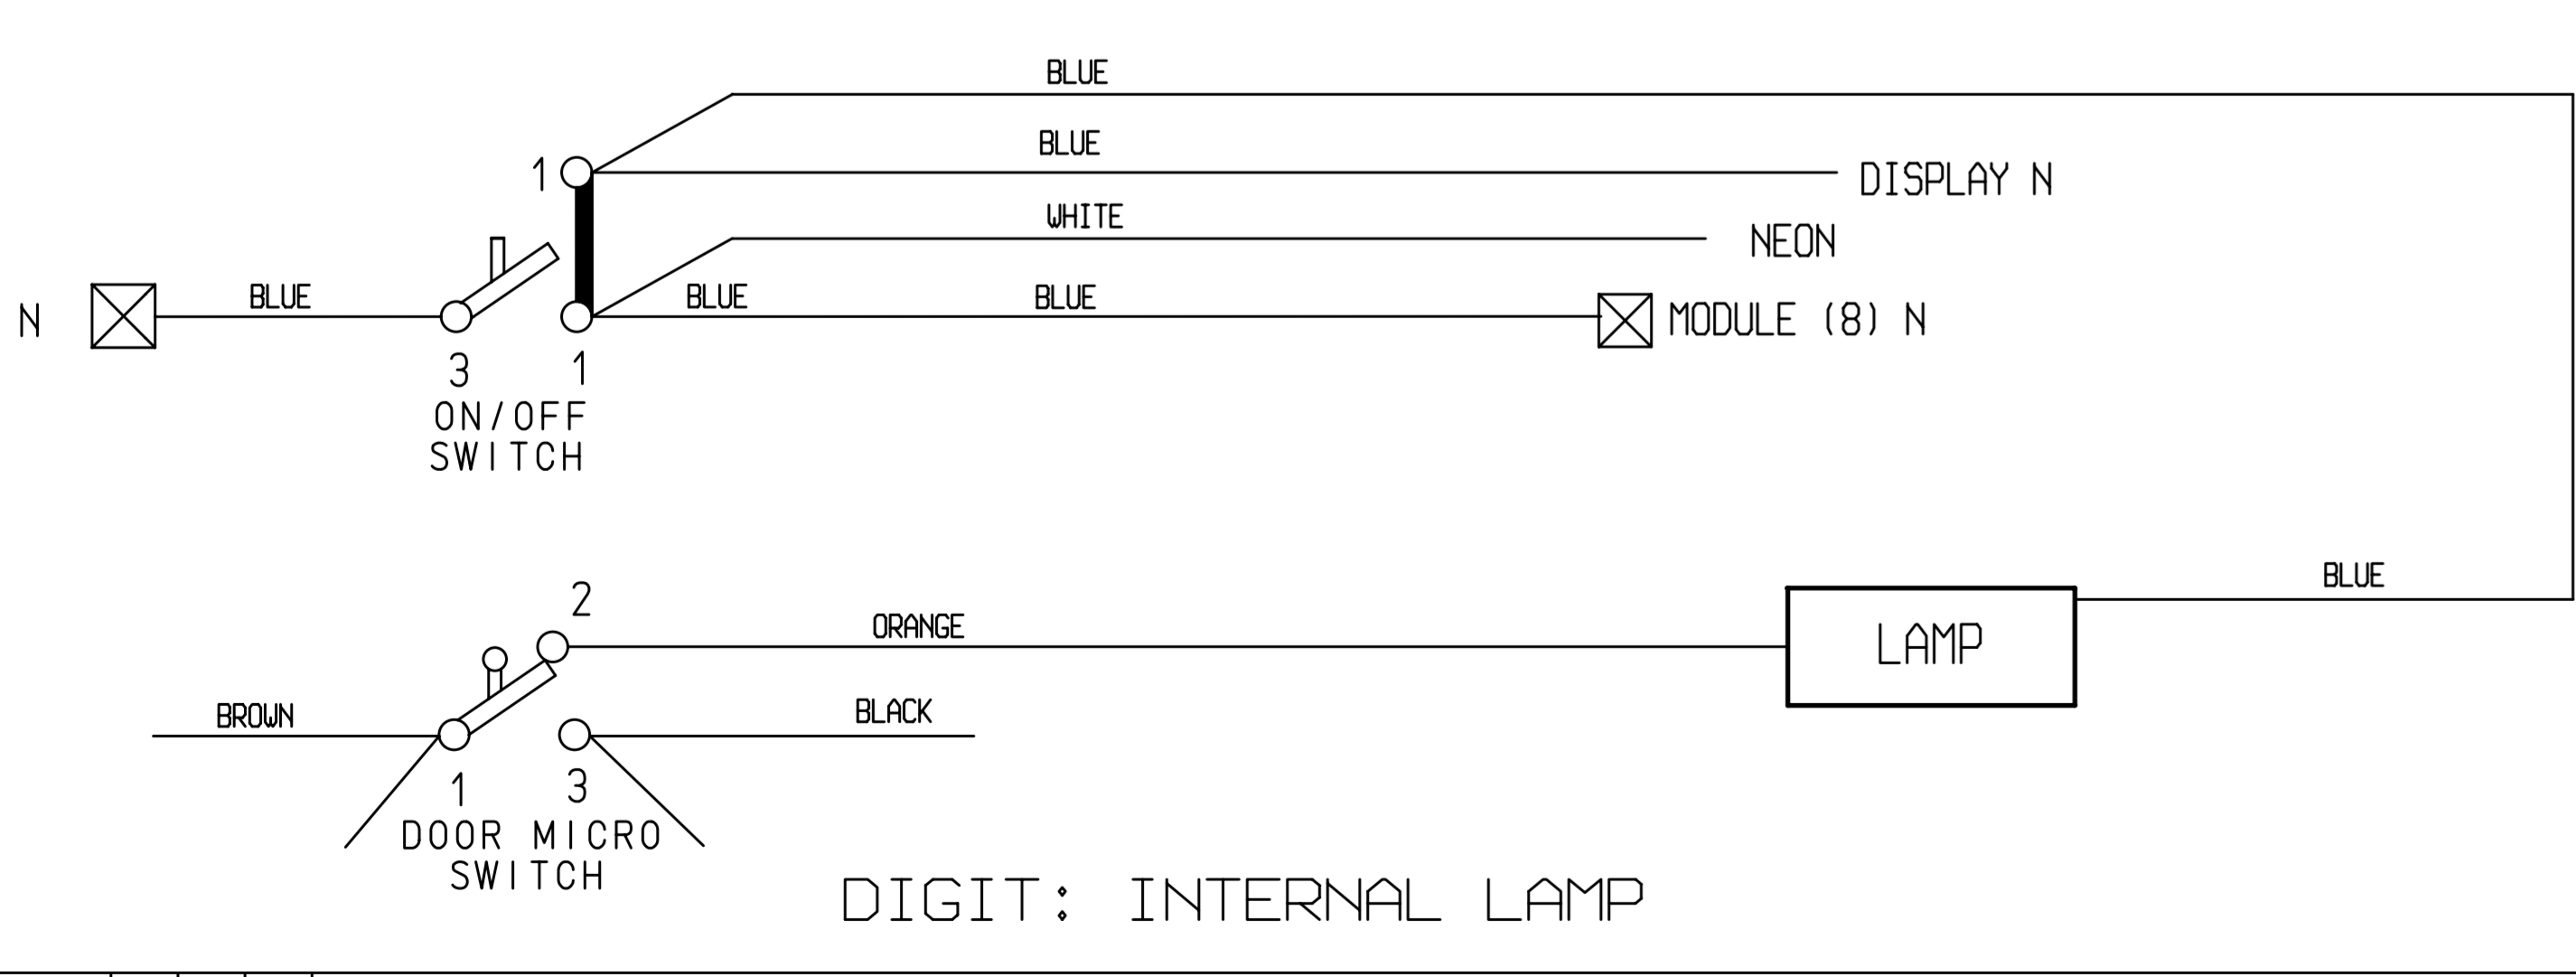 BLUE
BLUE
1
DISPLAY N
WHITE
NEON
N
BLUE
BLUE
BLUE
MODULE (8) N
3
1
ON/OFF
SWITCH
BLUE
2
ORANGE
LAMP
BROWN
BLACK
1
3
DOOR MICRO
SWITCH
DIGIT: INTERNAL LAMP